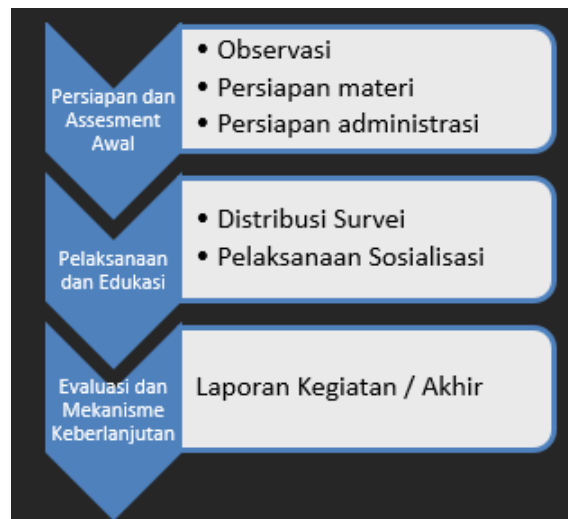 Persiapan dan
Assesment
Awal
• Observasi
• Persiapan materi
• Persiapan administrasi
Pelaksanaan
dan Edukasi
• Distribusi Survei
• Pelaksanaan Sosialisasi
Evaluasi dan
Mekanisme
Keberlanjutan
Laporan Kegiatan / Akhir